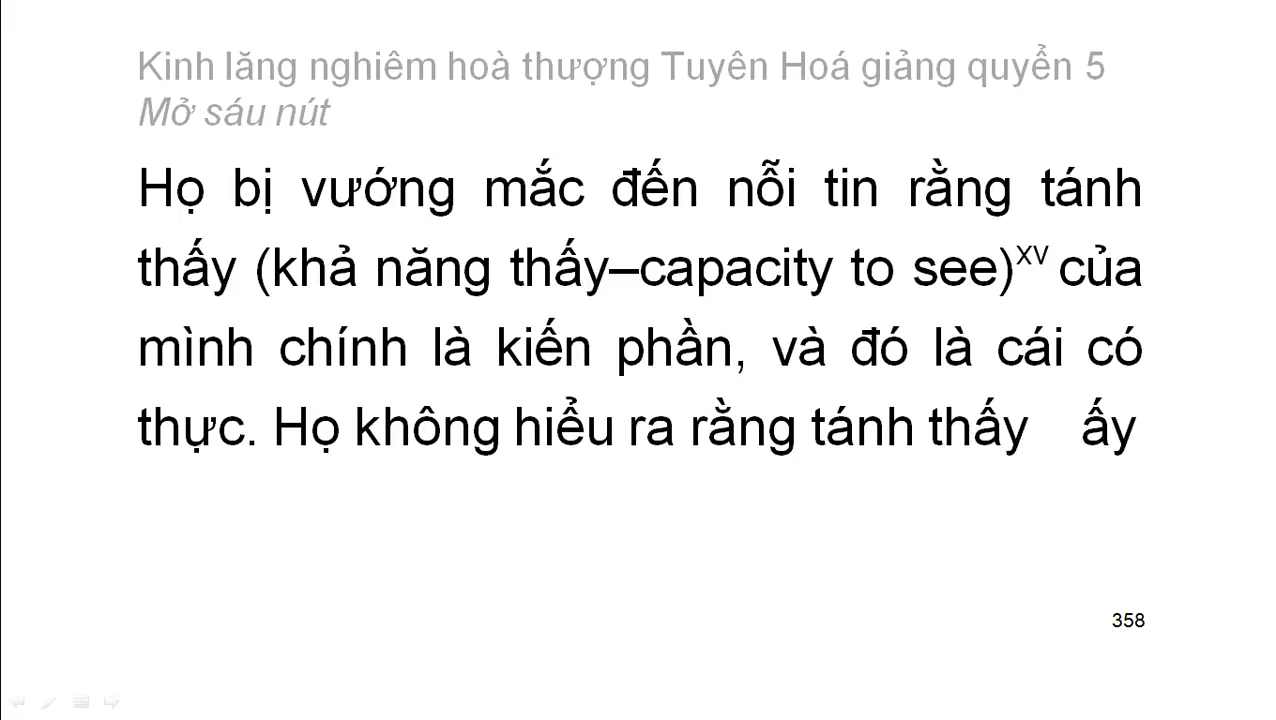 Kinh lăng nghiêm hoà thượng Tuyên Hoá giảng quyển 5
Mở sáu nút
Họ bị vướng mắc đến nỗi tin rằng tánh
thấy (khả năng thấy–capacity to see)XV của
mình chính là kiến phần, và đó là cái có
thực. Họ không hiểu ra rằng tánh thấy ấy
358